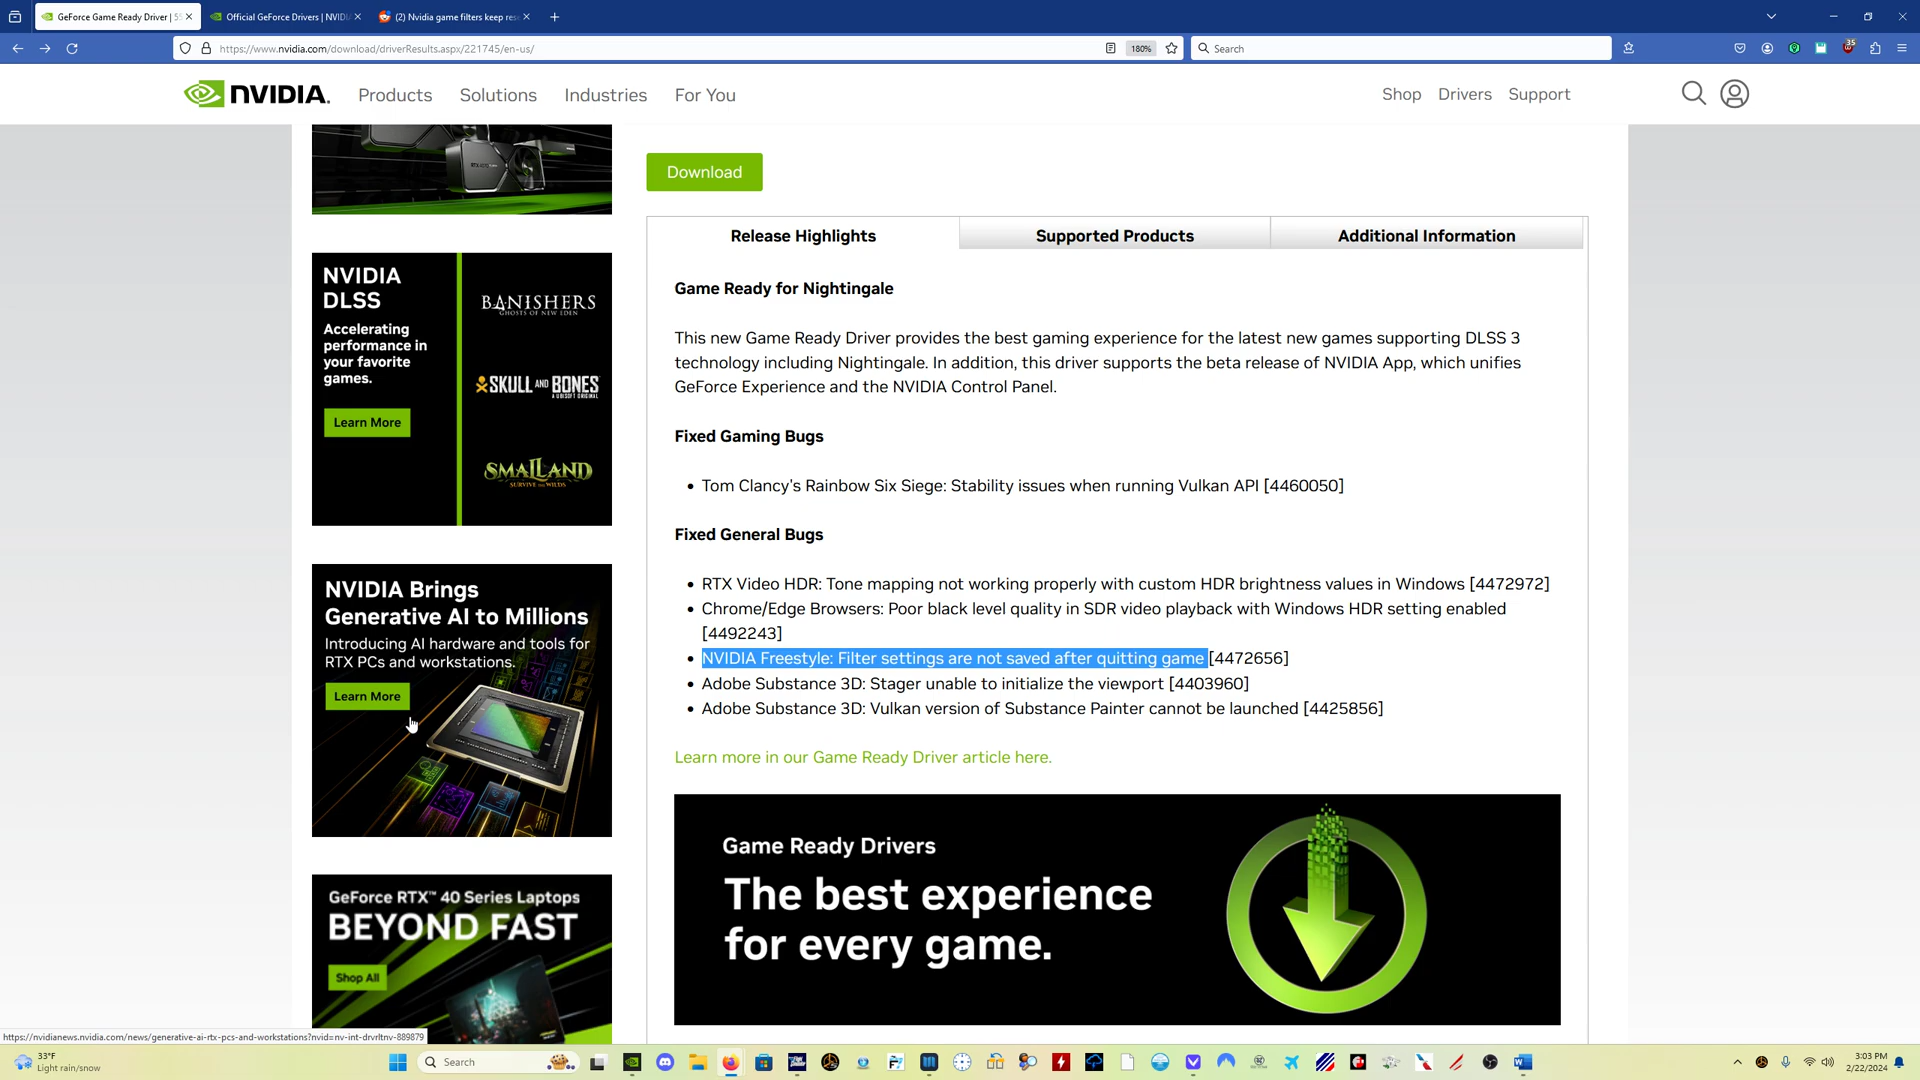 GeForce Game Ready Driver | 55
Official GeForce Drivers | NVIDI
(2) Nvidia game filters keep rese
https://www.nvidia.com/download/driverResults.aspx/221745/en-us/
180%
Search
35
NVIDIA.
Products
Solutions
Industries
For You
Shop
Drivers
Support
Download
Release Highlights
Supported Products
Additional Information
Game Ready for Nightingale
This new Game Ready Driver provides the best gaming experience for the latest new games supporting DLSS 3
technology including Nightingale. In addition, this driver supports the beta release of NVIDIA App, which unifies
GeForce Experience and the NVIDIA Control Panel.
Fixed Gaming Bugs
• Tom Clancy's Rainbow Six Siege: Stability issues when running Vulkan API [4460050]
Fixed General Bugs
• RTX Video HDR: Tone mapping not working properly with custom HDR brightness values in Windows [4472972]
• Chrome/Edge Browsers: Poor black level quality in SDR video playback with Windows HDR setting enabled
[4492243]
• NVIDIA Freestyle: Filter settings are not saved after quitting game [4472656]
• Adobe Substance 3D: Stager unable to initialize the viewport [4403960]
• Adobe Substance 3D: Vulkan version of Substance Painter cannot be launched [4425856]
Learn more in our Game Ready Driver article here.
Game Ready Drivers
The best experience
for every game.
NVIDIA
DLSS
Accelerating
performance in
your favorite
games.
Learn More
BANISHERS
GHOSTS OF NEW EDEN
SKULL AND BONES
A UBISOFT ORIGINAL
SMALLAND
SURVIVE THE WILDS
NVIDIA Brings
Generative AI to Millions
Introducing AI hardware and tools for
RTX PCs and workstations.
Learn More
GeForce RTX™ 40 Series Laptops
BEYOND FAST
Shop All
https://nvidianews.nvidia.com/news/generative-ai-rtx-pcs-and-workstations?nvid=nv-int-drvrltnv-889879
33°F
Light rain/snow
Search
3:03 PM
2/22/2024